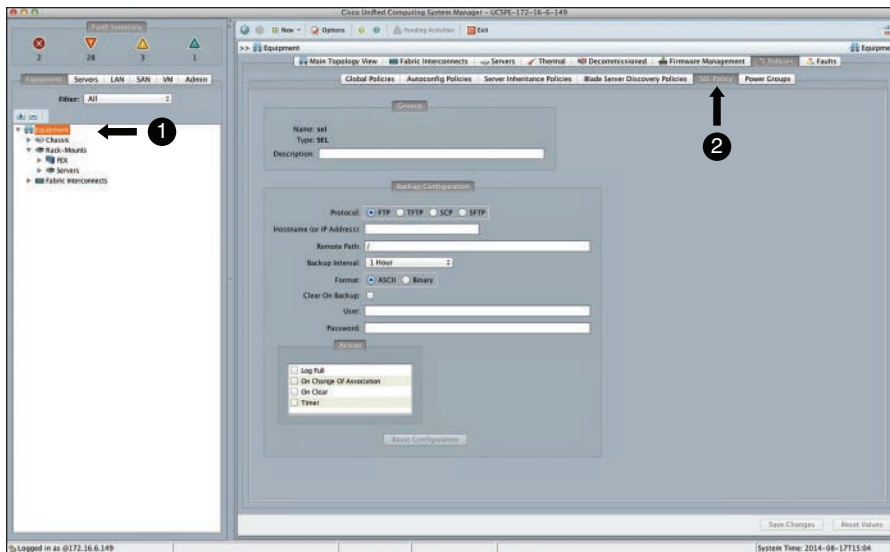 Cisco Unified Computing System Manager - UCSPE-172-16-6-149
Fault Summary
2 28 3 1
Equipment Servers LAN SAN VM Admin
Filter: All
Equipment
Chassis
Rack-Mounts
FEX
Servers
Fabric Interconnects
1
New Options Pending Activities Exit
>> Equipment Equipment
Main Topology View Fabric Interconnects Servers Thermal Decommissioned Firmware Management Policies Faults
Global Policies Autoconfig Policies Server Inheritance Policies Blade Server Discovery Policies SEL Policy Power Groups
2
General
Name: sel
Type: SEL
Description:
Backup Configuration
Protocol: FTP TFTP SCP SFTP
Hostname (or IP Address):
Remote Path: /
Backup Interval: 1 Hour
Format: ASCII Binary
Clear On Backup:
User:
Password:
Action
Log Full
On Change Of Association
On Clear
Timer
Reset Configuration
Save Changes Reset Values
Logged in as @172.16.6.149 System Time: 2014-08-17T15:04